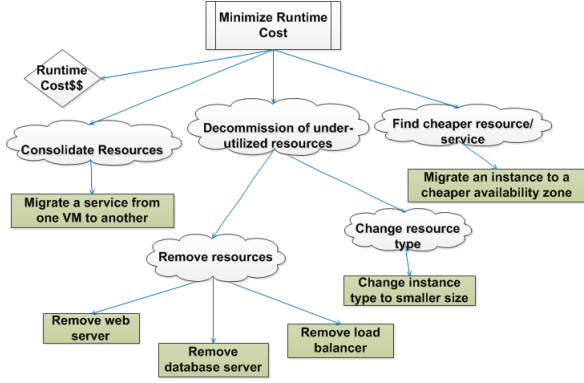 Minimize Runtime
Cost
Runtime
Cost$$
Consolidate Resources
Decommission of under-
utilized resources
Find cheaper resource/
service
Migrate a service from
one VM to another
Migrate an instance to a
cheaper availability zone
Change resource
type
Remove resources
Change instance
type to smaller size
Remove web
server
Remove
database server
Remove load
balancer